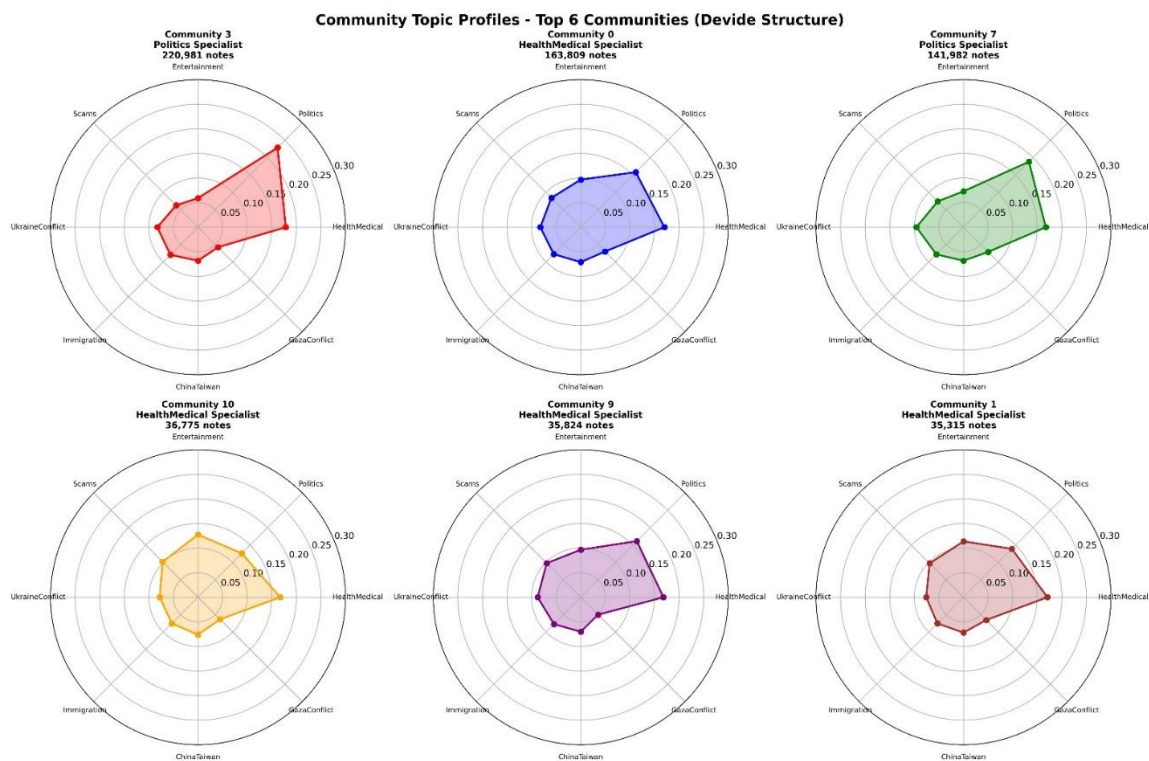 Community Topic Profiles - Top 6 Communities (Devide Structure)
Community 3
Politics Specialist
220,981 notes
Entertainment
Scams
Politics
0.30
0.25
0.20
0.15
0.10
0.05
UkraineConflict
HealthMedical
Immigration
GazaConflict
ChinaTaiwan
Community 0
HealthMedical Specialist
163,809 notes
Entertainment
Scams
Politics
0.30
0.25
0.20
0.15
0.10
0.05
UkraineConflict
HealthMedical
Immigration
GazaConflict
ChinaTaiwan
Community 7
Politics Specialist
141,982 notes
Entertainment
Scams
Politics
0.30
0.25
0.20
0.15
0.10
0.05
UkraineConflict
HealthMedical
Immigration
GazaConflict
ChinaTaiwan
Community 10
HealthMedical Specialist
36,775 notes
Entertainment
Scams
Politics
0.30
0.25
0.20
0.15
0.10
0.05
UkraineConflict
HealthMedical
Immigration
GazaConflict
ChinaTaiwan
Community 9
HealthMedical Specialist
35,824 notes
Entertainment
Scams
Politics
0.30
0.25
0.20
0.15
0.10
0.05
UkraineConflict
HealthMedical
Immigration
GazaConflict
ChinaTaiwan
Community 1
HealthMedical Specialist
35,315 notes
Entertainment
Scams
Politics
0.30
0.25
0.20
0.15
0.10
0.05
UkraineConflict
HealthMedical
Immigration
GazaConflict
ChinaTaiwan